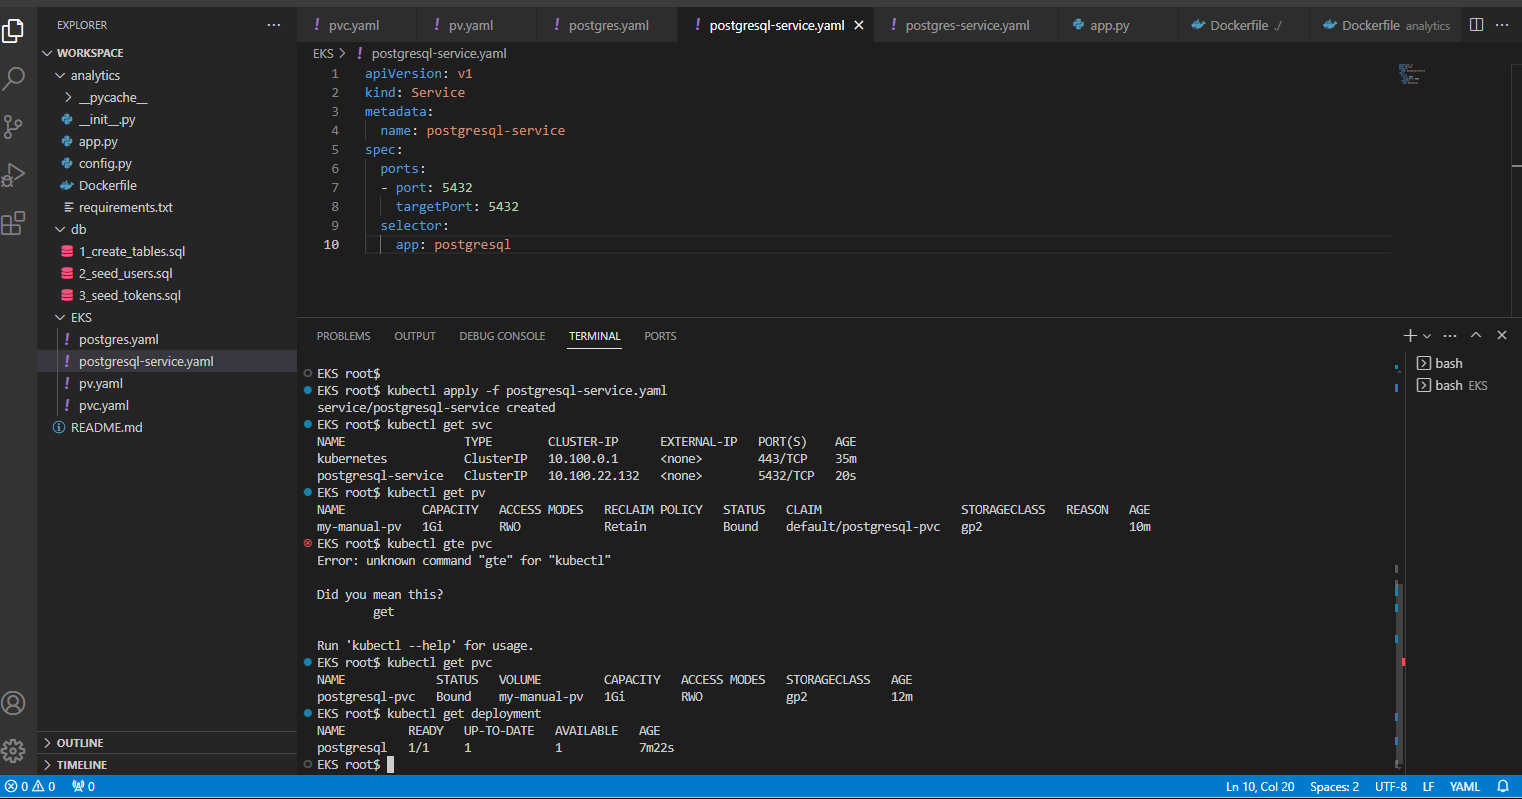 EXPLORER
WORKSPACE
analytics
__pycache__
__init__.py
app.py
config.py
Dockerfile
requirements.txt
db
1_create_tables.sql
2_seed_users.sql
3_seed_tokens.sql
EKS
! postgres.yaml
! postgresql-service.yaml
! pv.yaml
! pvc.yaml
README.md
OUTLINE
TIMELINE
! pvc.yaml ! pv.yaml ! postgres.yaml ! postgresql-service.yaml ! postgres-service.yaml app.py Dockerfile ./ Dockerfile analytics
EKS > ! postgresql-service.yaml
1 apiVersion: v1
2 kind: Service
3 metadata:
4 name: postgresql-service
5 spec:
6 ports:
7 - port: 5432
8 targetPort: 5432
9 selector:
10 app: postgresql
PROBLEMS OUTPUT DEBUG CONSOLE TERMINAL PORTS
EKS root$
EKS root$ kubectl apply -f postgresql-service.yaml
service/postgresql-service created
EKS root$ kubectl get svc
NAME TYPE CLUSTER-IP EXTERNAL-IP PORT(S) AGE
kubernetes ClusterIP 10.100.0.1 <none> 443/TCP 35m
postgresql-service ClusterIP 10.100.22.132 <none> 5432/TCP 20s
EKS root$ kubectl get pv
NAME CAPACITY ACCESS MODES RECLAIM POLICY STATUS CLAIM STORAGECLASS REASON AGE
my-manual-pv 1Gi RWO Retain Bound default/postgresql-pvc gp2 10m
EKS root$ kubectl gte pvc
Error: unknown command "gte" for "kubectl"
Did you mean this?
get
Run 'kubectl --help' for usage.
EKS root$ kubectl get pvc
NAME STATUS VOLUME CAPACITY ACCESS MODES STORAGECLASS AGE
postgresql-pvc Bound my-manual-pv 1Gi RWO gp2 12m
EKS root$ kubectl get deployment
NAME READY UP-TO-DATE AVAILABLE AGE
postgresql 1/1 1 1 7m22s
EKS root$
bash
bash EKS
0 0 0 Ln 10, Col 20 Spaces: 2 UTF-8 LF YAML